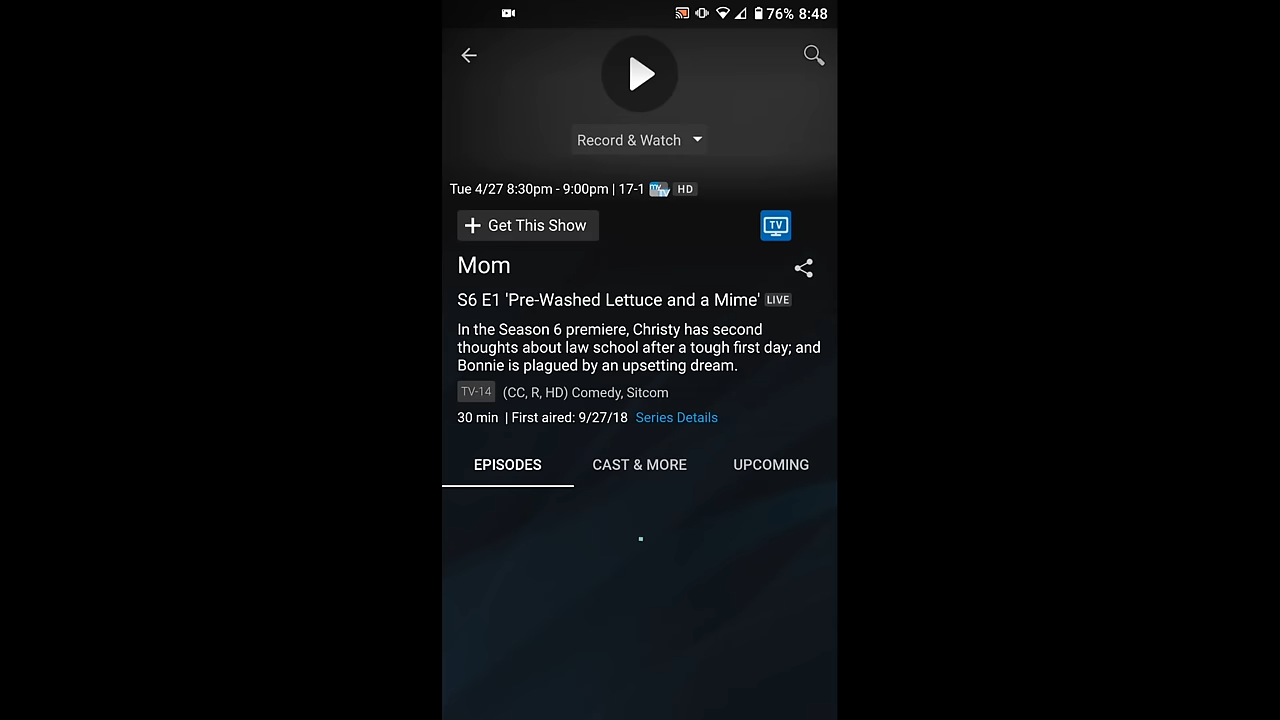 76% 8:48
Record & Watch
Tue 4/27 8:30pm - 9:00pm | 17-1 my TV HD
+ Get This Show
TV
Mom
S6 E1 'Pre-Washed Lettuce and a Mime' LIVE
In the Season 6 premiere, Christy has second
thoughts about law school after a tough first day; and
Bonnie is plagued by an upsetting dream.
TV-14 (CC, R, HD) Comedy, Sitcom
30 min | First aired: 9/27/18 Series Details
EPISODES CAST & MORE UPCOMING